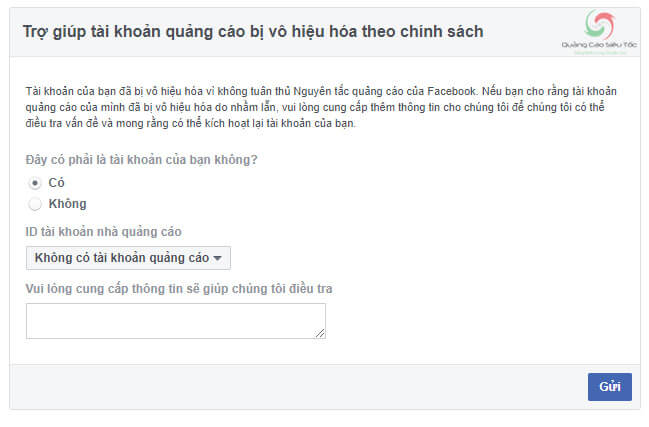 Trợ giúp tài khoản quảng cáo bị vô hiệu hóa theo chính sách
Quảng Cáo Siêu Tốc
Tài khoản của bạn đã bị vô hiệu hóa vì không tuân thủ Nguyên tắc quảng cáo của Facebook. Nếu bạn cho rằng tài khoản
quảng cáo của mình đã bị vô hiệu hóa do nhầm lẫn, vui lòng cung cấp thêm thông tin cho chúng tôi để chúng tôi có thể
điều tra vấn đề và mong rằng có thể kích hoạt lại tài khoản của bạn.
Đây có phải là tài khoản của bạn không?
Có
Không
ID tài khoản nhà quảng cáo
Không có tài khoản quảng cáo
Vui lòng cung cấp thông tin sẽ giúp chúng tôi điều tra
Gửi